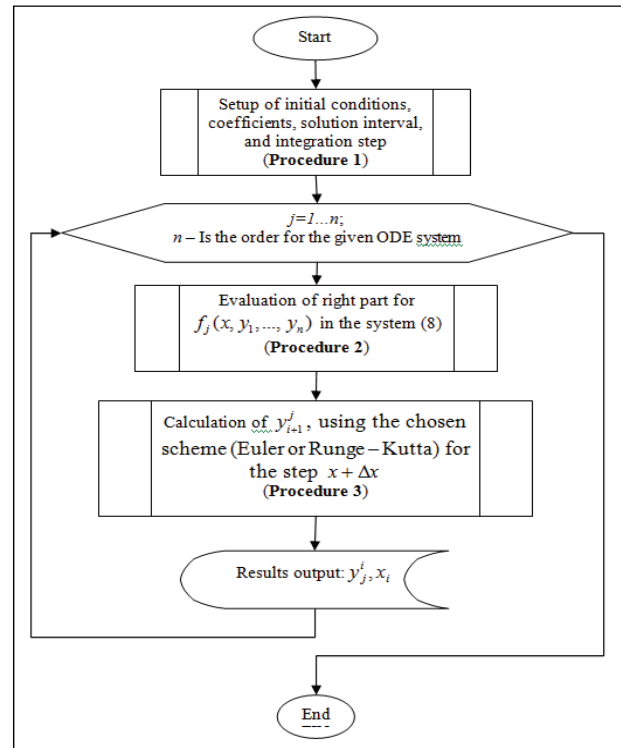 Start
Setup of initial conditions,
coefficients, solution interval,
and integration step
(Procedure 1)
j=1...n;
n – Is the order for the given ODE system
Evaluation of right part for
f_j(x, y_1,..., y_n) in the system (8)
(Procedure 2)
Calculation of y_{i+1}^j, using the chosen
scheme (Euler or Runge – Kutta) for
the step x + Δx
(Procedure 3)
Results output: y_j^i, x_i
End